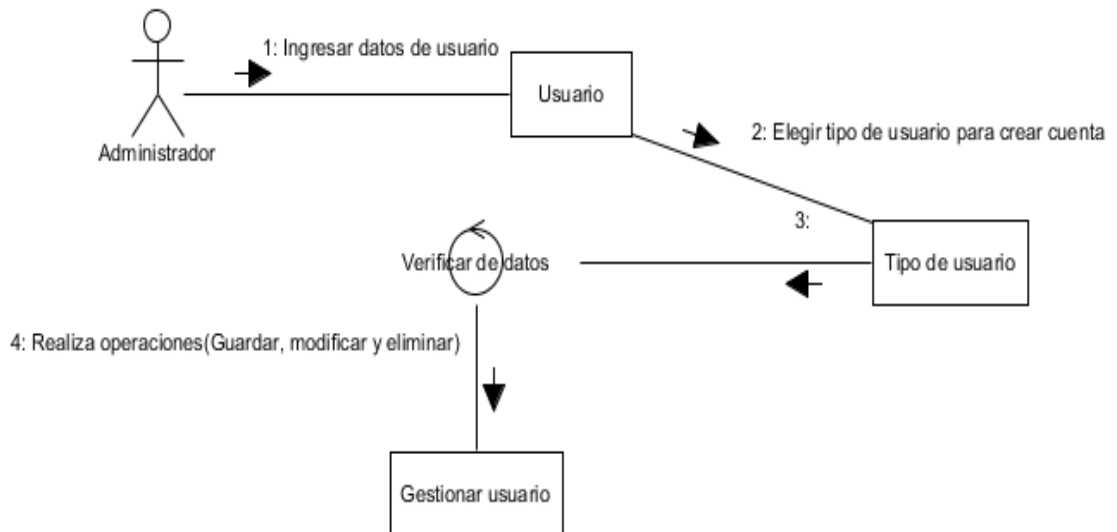 1: Ingresar datos de usuario
Usuario
Administrador
2: Elegir tipo de usuario para crear cuenta
3:
Verificar de datos
Tipo de usuario
4: Realiza operaciones(Guardar, modificar y eliminar)
Gestionar usuario